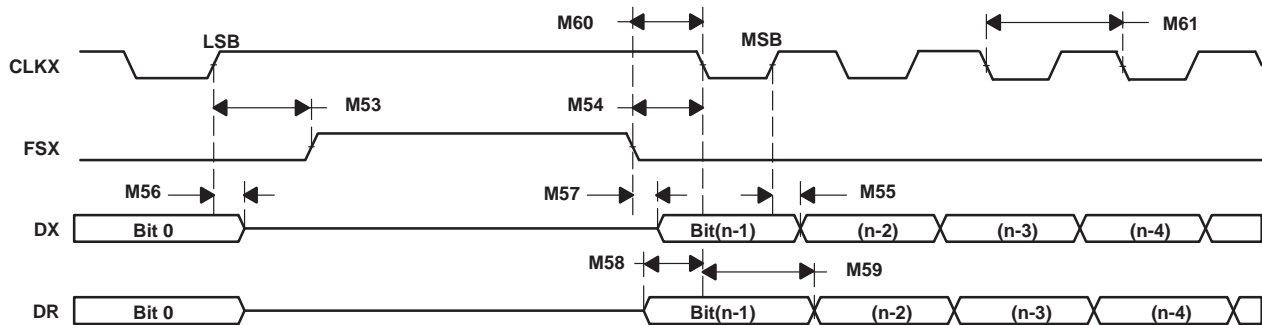 M60
M61
LSB
MSB
CLKX
M53
M54
FSX
M56
M57
M55
DX
Bit 0
Bit(n-1)
(n-2)
(n-3)
(n-4)
M58
M59
DR
Bit 0
Bit(n-1)
(n-2)
(n-3)
(n-4)